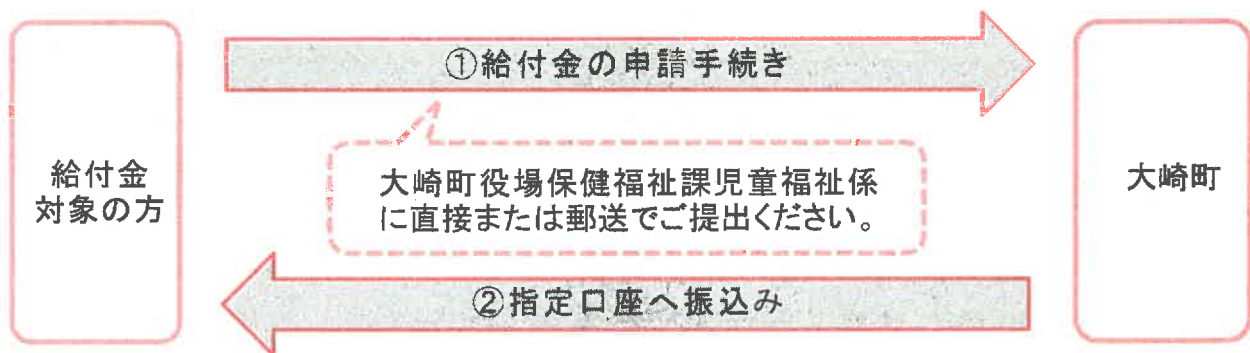 ①給付金の申請手続き
給付金
対象の方
大崎町役場保健福祉課児童福祉係
に直接または郵送でご提出ください。
大崎町
②指定口座へ振込み